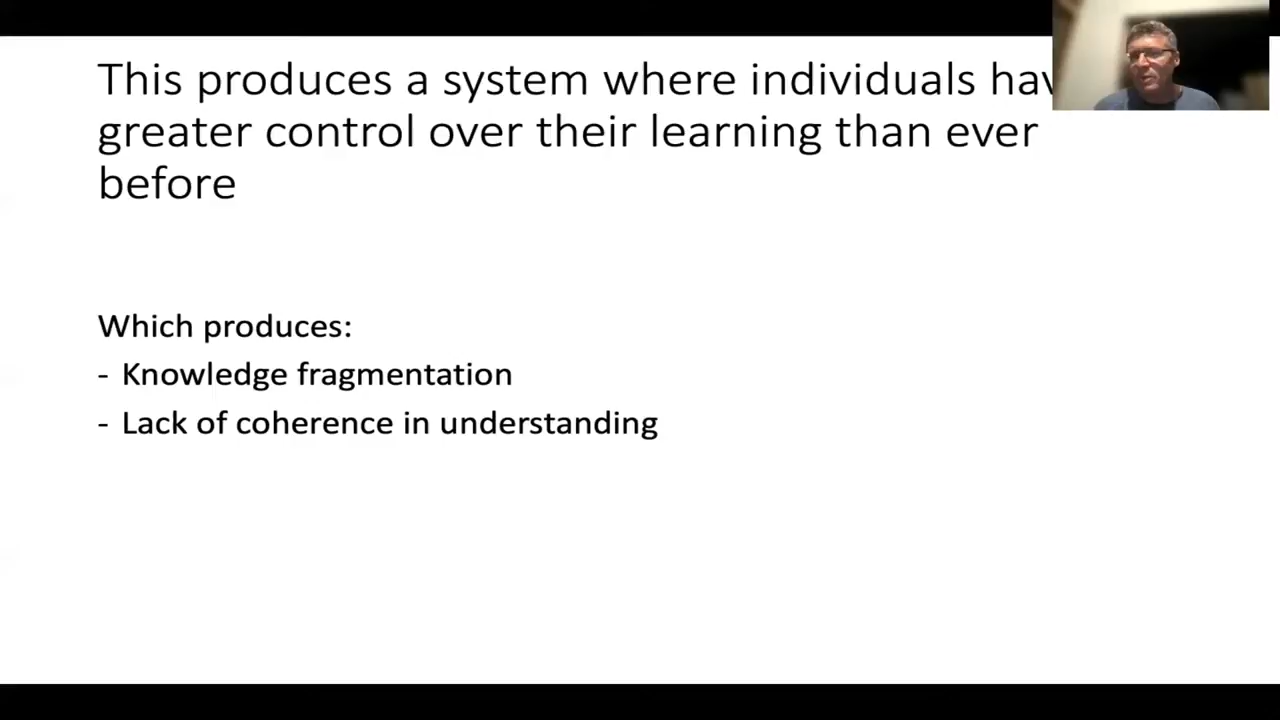 This produces a system where individuals hav
greater control over their learning than ever
before
Which produces:
- Knowledge fragmentation
- Lack of coherence in understanding